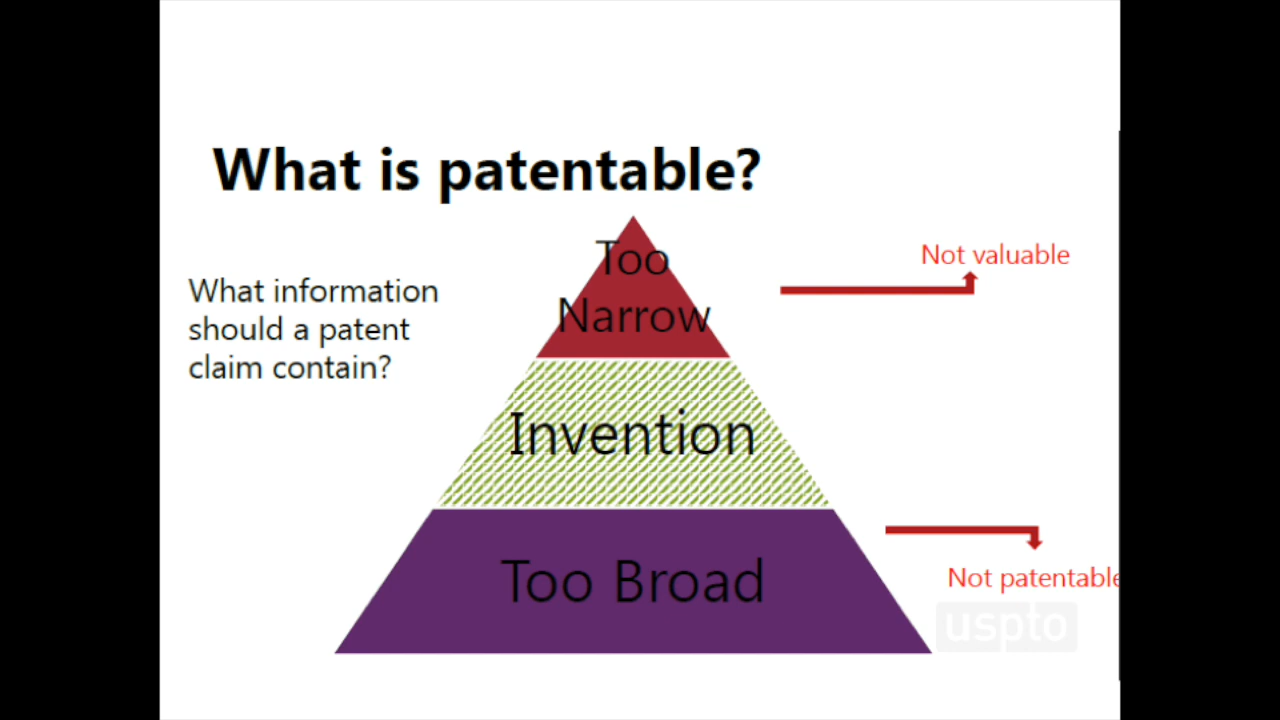 What is patentable?
Too
Narrow
Not valuable
What information
should a patent
claim contain?
Invention
Too Broad
Not patentable
uspto